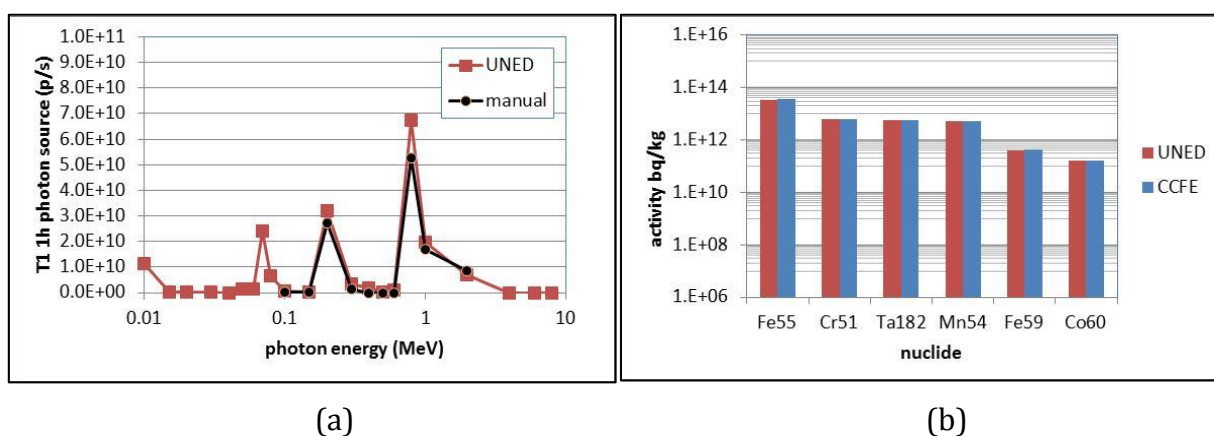 1.0E+11
9.0E+10
8.0E+10
7.0E+10
6.0E+10
5.0E+10
4.0E+10
3.0E+10
2.0E+10
1.0E+10
0.0E+00
T1 1h photon source (p/s)
0.01 0.1 1 10
photon energy (MeV)
UNED
manual
(a)
1.E+16
1.E+14
1.E+12
1.E+10
1.E+08
1.E+06
activity bq/kg
Fe55 Cr51 Ta182 Mn54 Fe59 Co60
nuclide
UNED
CCFE
(b)